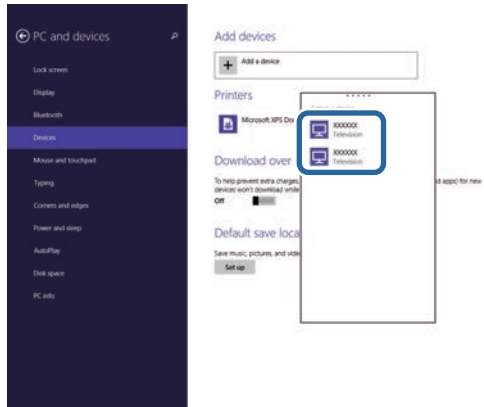 PC and devices
Lock screen
Display
Bluetooth
Devices
Mouse and touchpad
Typing
Corners and edges
Power and sleep
AutoPlay
Disk space
PC info
Add devices
Add a device
Printers
Microsoft XPS Do
Download over
To help prevent extra charges,
d apps) for new
devices won't download while
Off
Default save loca
Save music, pictures, and vide
Set up
XXXXXX
Television
XXXXXX
Television